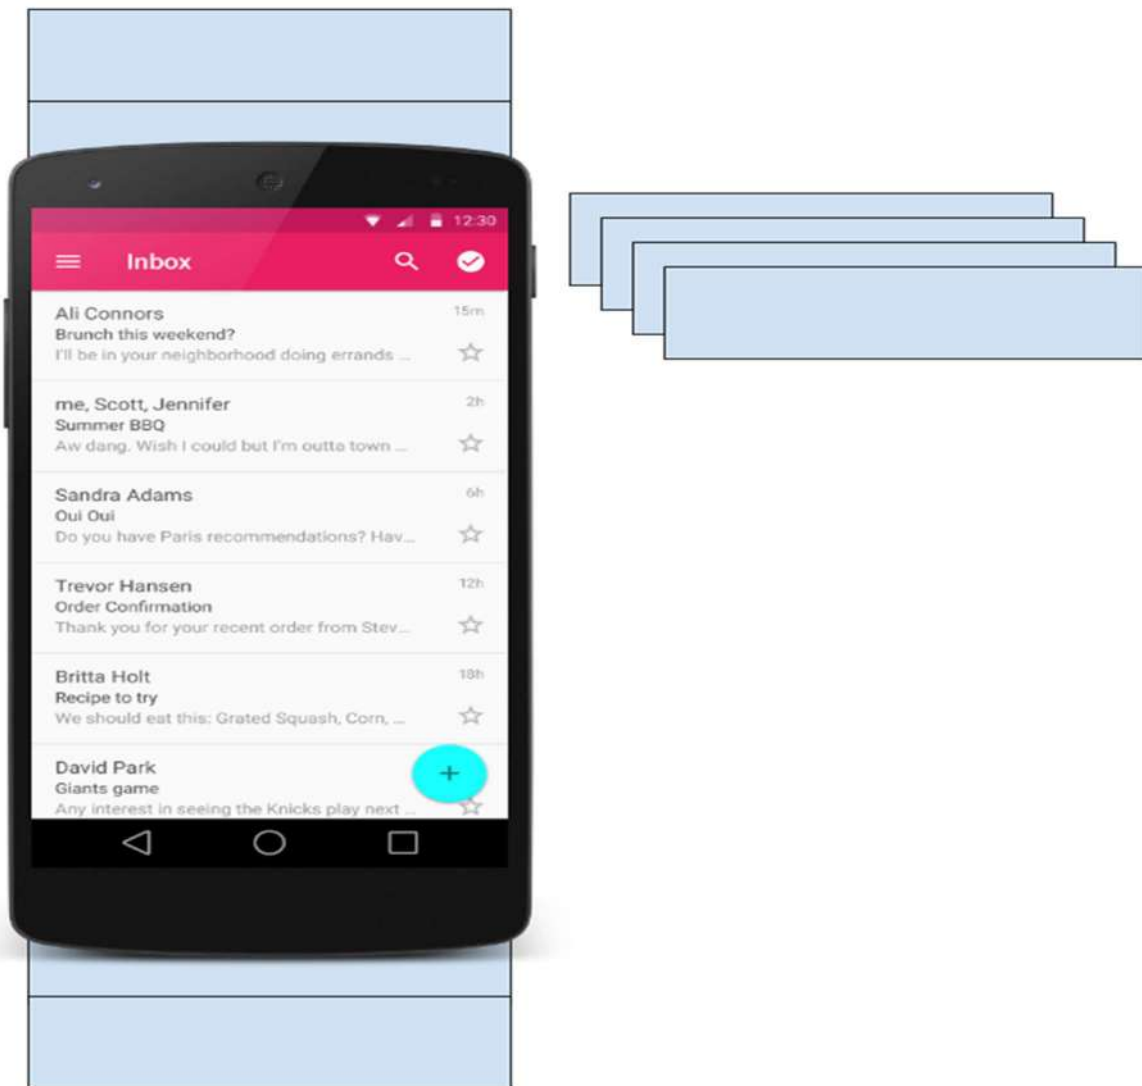 12:30
Inbox
Ali Connors 15m
Brunch this weekend?
I'll be in your neighborhood doing errands ...
me, Scott, Jennifer 2h
Summer BBQ
Aw dang. Wish I could but I'm outta town ...
Sandra Adams 6h
Oui Oui
Do you have Paris recommendations? Hav...
Trevor Hansen 12h
Order Confirmation
Thank you for your recent order from Stev...
Britta Holt 18h
Recipe to try
We should eat this: Grated Squash, Corn, ...
David Park
Giants game
Any interest in seeing the Knicks play next ...